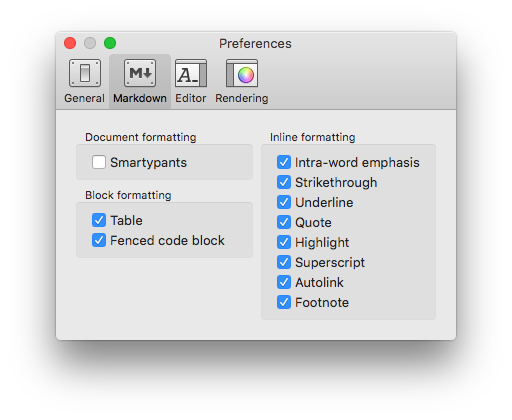 Preferences
General
Markdown
Editor
Rendering
Document formatting
Smartypants
Block formatting
Table
Fenced code block
Inline formatting
Intra-word emphasis
Strikethrough
Underline
Quote
Highlight
Superscript
Autolink
Footnote